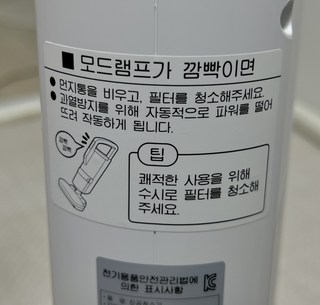 ■ 모드램프가 깜빡이면
● 먼지통을 비우고, 필터를 청소해주세요.
● 과열방지를 위해 자동적으로 파워를 떨어
뜨려 작동하게 됩니다.
깜빡
깜빡
팁
쾌적한 사용을 위해
수시로 필터를 청소해
주세요.
전기용품안전관리법에
의한 표시사항